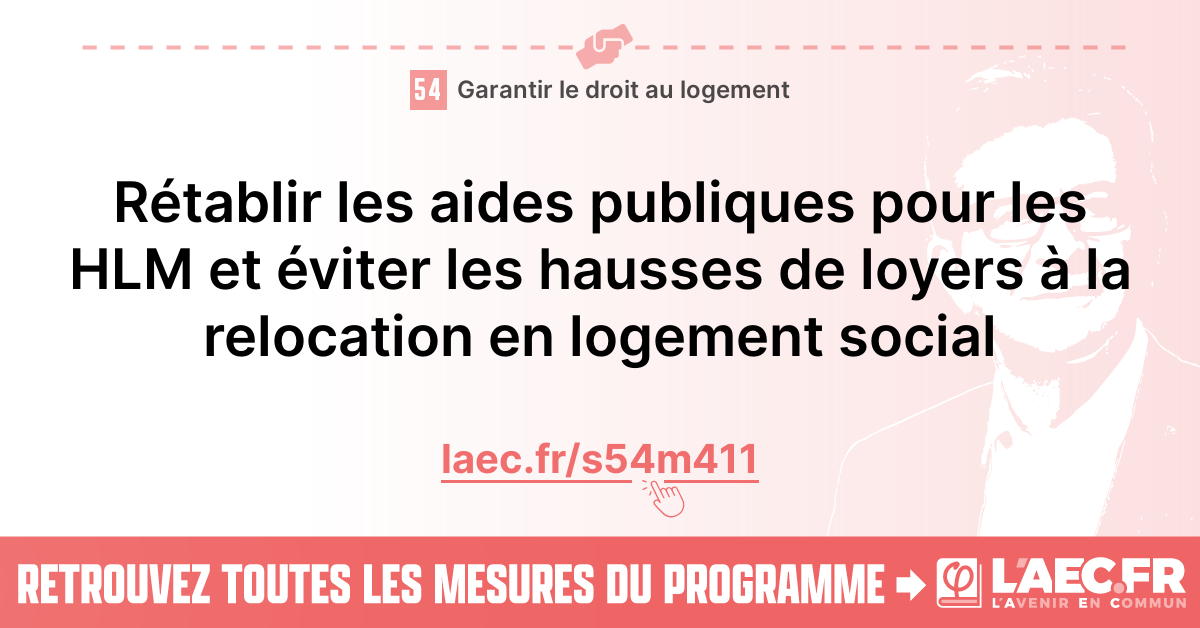 54 Garantir le droit au logement
Rétablir les aides publiques pour les
HLM et éviter les hausses de loyers à la
relocation en logement social
laec.fr/s54m411
RETROUVEZ TOUTES LES MESURES DU PROGRAMME
L'AEC.FR
L'AVENIR EN COMMUN